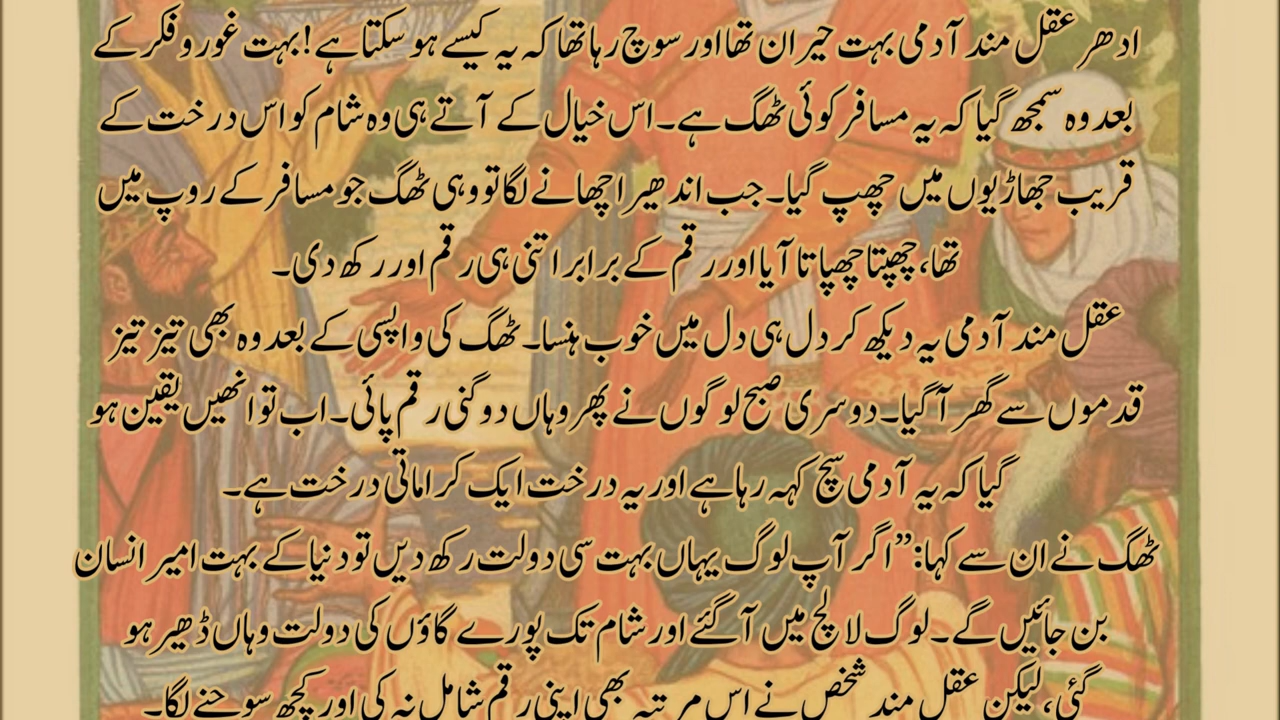 ادھر عقل مند آدمی بہت حیران تھا اور سوچ رہا تھا کہ یہ کیسے ہو سکتا ہے! بہت غور و فکر کے
بعد وہ سمجھ گیا کہ یہ مسافر کوئی ٹھگ ہے۔ اس خیال کے آتے ہی وہ شام کو اس درخت کے
قریب جھاڑیوں میں چھپ گیا۔ جب اندھیرا چھانے لگا تو وہی ٹھگ جو مسافر کے روپ میں
تھا، چھپتا چھپاتا آیا اور رقم کے برابر اتنی ہی رقم اور رکھ دی۔
عقل مند آدمی یہ دیکھ کر دل ہی دل میں خوب ہنسا۔ ٹھگ کی واپسی کے بعد وہ بھی تیز تیز
قدموں سے گھر آ گیا۔ دوسری صبح لوگوں نے پھر وہاں دوگنی رقم پائی۔ اب تو انھیں یقین ہو
گیا کہ یہ آدمی سچ کہہ رہا ہے اور یہ درخت ایک کراماتی درخت ہے۔
ٹھگ نے ان سے کہا: ”اگر آپ لوگ یہاں بہت سی دولت رکھ دیں تو دنیا کے بہت امیر انسان
بن جائیں گے۔ لوگ لالچ میں آ گئے اور شام تک پورے گاؤں کی دولت وہاں ڈھیر ہو
گئی، لیکن عقل مند شخص نے اس مرتبہ بھی اپنی رقم شامل نہ کی اور کچھ سوچنے لگا۔